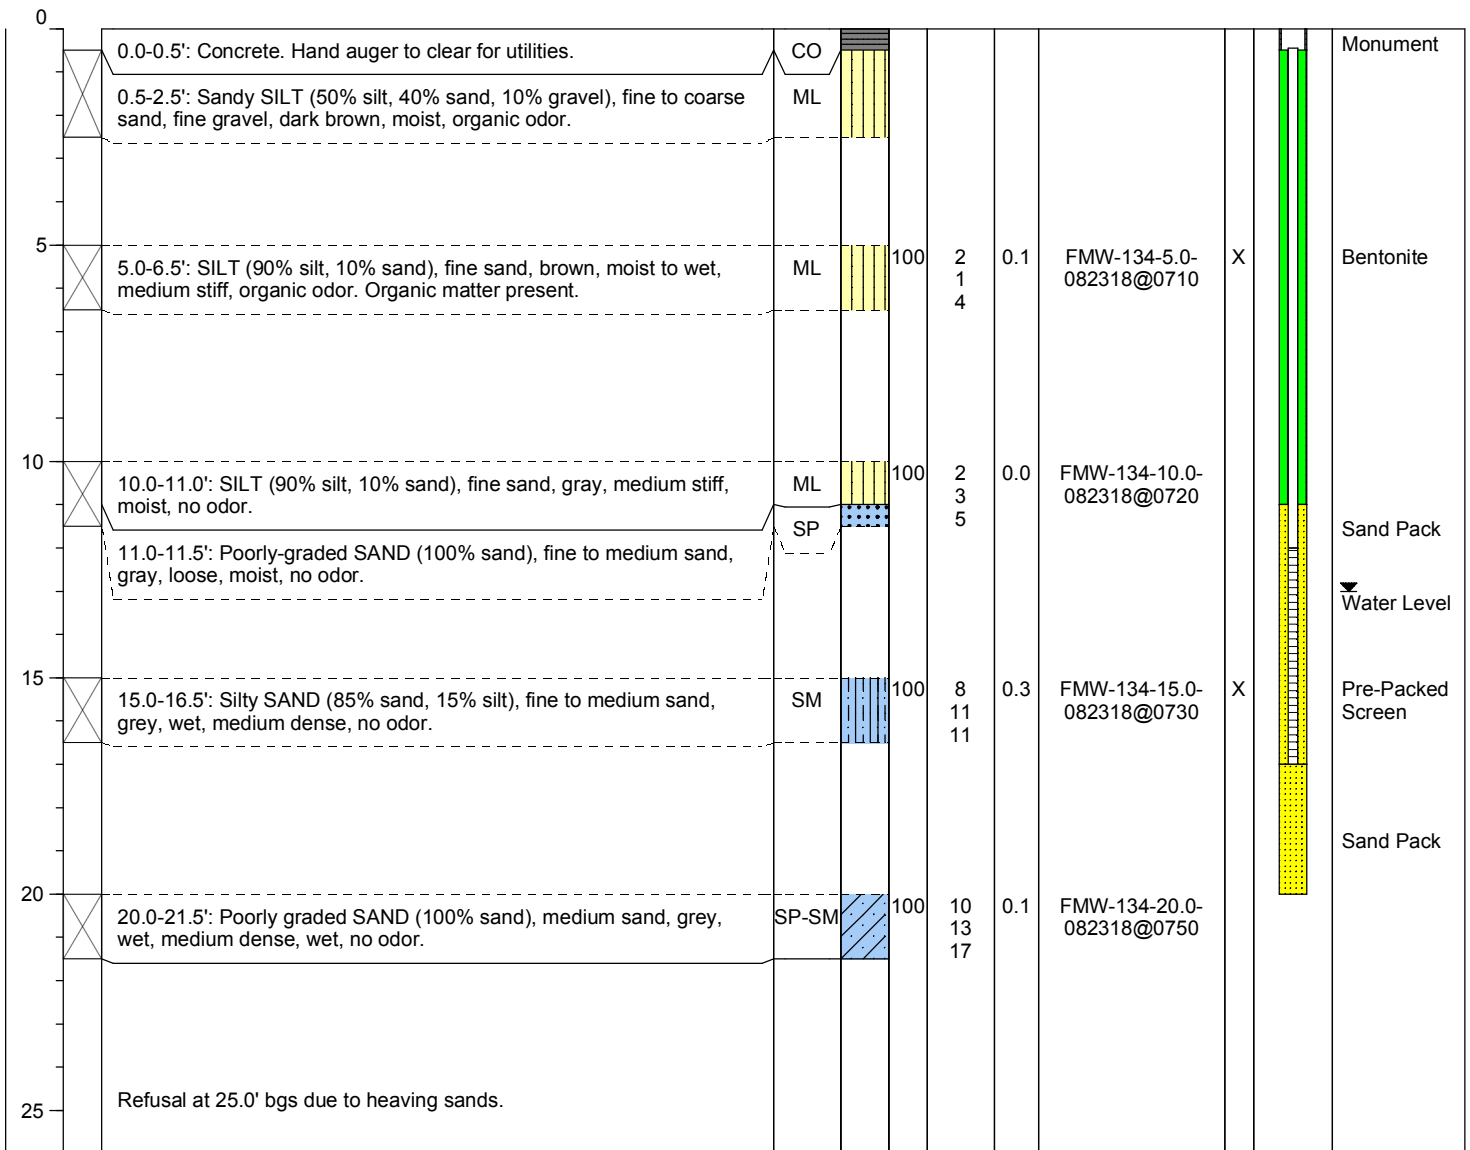 0
0.0-0.5': Concrete. Hand auger to clear for utilities.
CO
Monument
0.5-2.5': Sandy SILT (50% silt, 40% sand, 10% gravel), fine to coarse
sand, fine gravel, dark brown, moist, organic odor.
ML
5
5.0-6.5': SILT (90% silt, 10% sand), fine sand, brown, moist to wet,
medium stiff, organic odor. Organic matter present.
ML
100
2
1
4
0.1
FMW-134-5.0-
082318@0710
X
Bentonite
10
10.0-11.0': SILT (90% silt, 10% sand), fine sand, gray, medium stiff,
moist, no odor.
ML
100
2
3
5
0.0
FMW-134-10.0-
082318@0720
SP
Sand Pack
11.0-11.5': Poorly-graded SAND (100% sand), fine to medium sand,
gray, loose, moist, no odor.
Water Level
15
15.0-16.5': Silty SAND (85% sand, 15% silt), fine to medium sand,
grey, wet, medium dense, no odor.
SM
100
8
11
11
0.3
FMW-134-15.0-
082318@0730
X
Pre-Packed
Screen
Sand Pack
20
20.0-21.5': Poorly graded SAND (100% sand), medium sand, grey,
wet, medium dense, wet, no odor.
SP-SM
100
10
13
17
0.1
FMW-134-20.0-
082318@0750
25
Refusal at 25.0' bgs due to heaving sands.